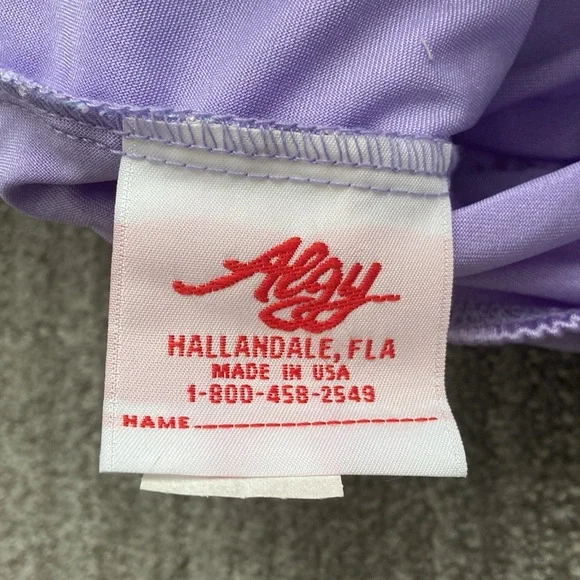 Algy
HALLANDALE, FLA
MADE IN USA
1-800-458-2549
NAME